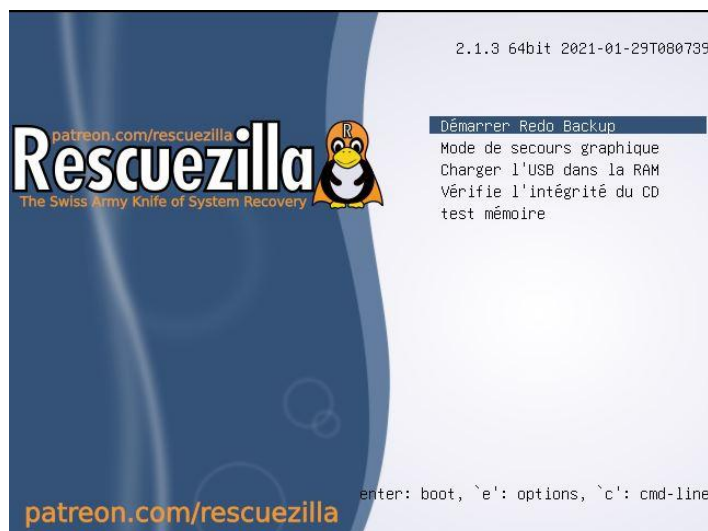 2.1.3 64bit 2021-01-29T080739
patreon.com/rescuezilla
R
Rescuezilla
The Swiss Army Knife of System Recovery
Démarrer Redo Backup
Mode de secours graphique
Charger l'USB dans la RAM
Vérifie l'intégrité du CD
test mémoire
enter: boot, `e': options, `c': cmd-line
patreon.com/rescuezilla